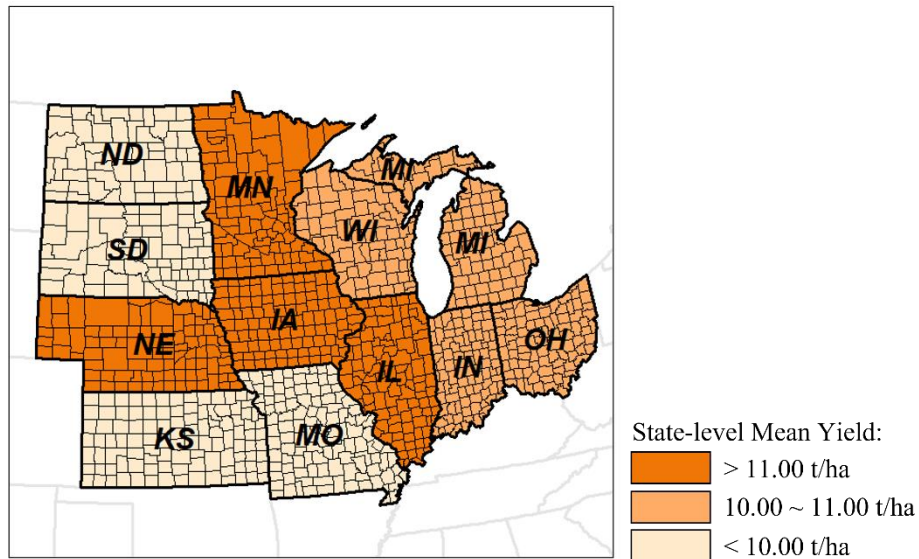 ND
MN
MI
WI
MI
SD
NE
IA
IL
IN
OH
KS
MO
State-level Mean Yield:
> 11.00 t/ha
10.00 ~ 11.00 t/ha
< 10.00 t/ha